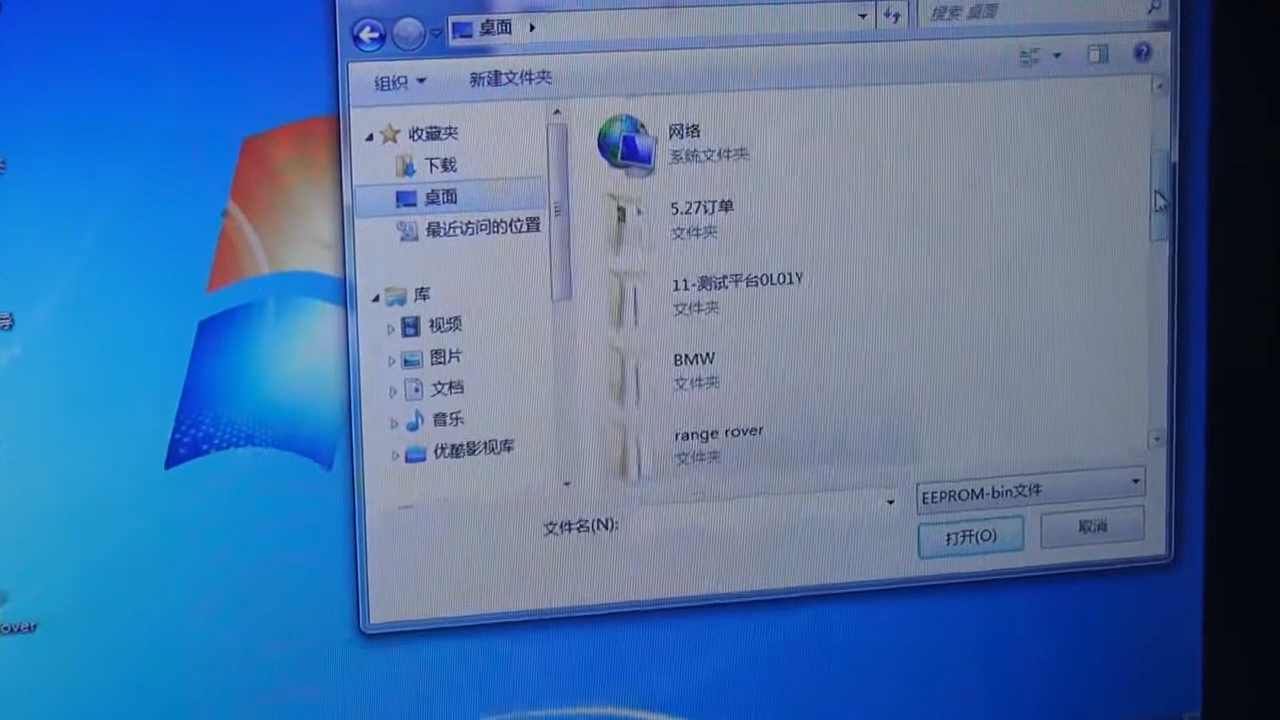 桌面
搜索 桌面
组织
新建文件夹
收藏夹
下载
桌面
最近访问的位置
库
视频
图片
文档
音乐
优酷影视库
网络
系统文件夹
5.27订单
文件夹
11-测试平台0L01Y
文件夹
BMW
文件夹
range rover
文件夹
文件名(N):
EEPROM-bin文件
打开(O)
取消
over